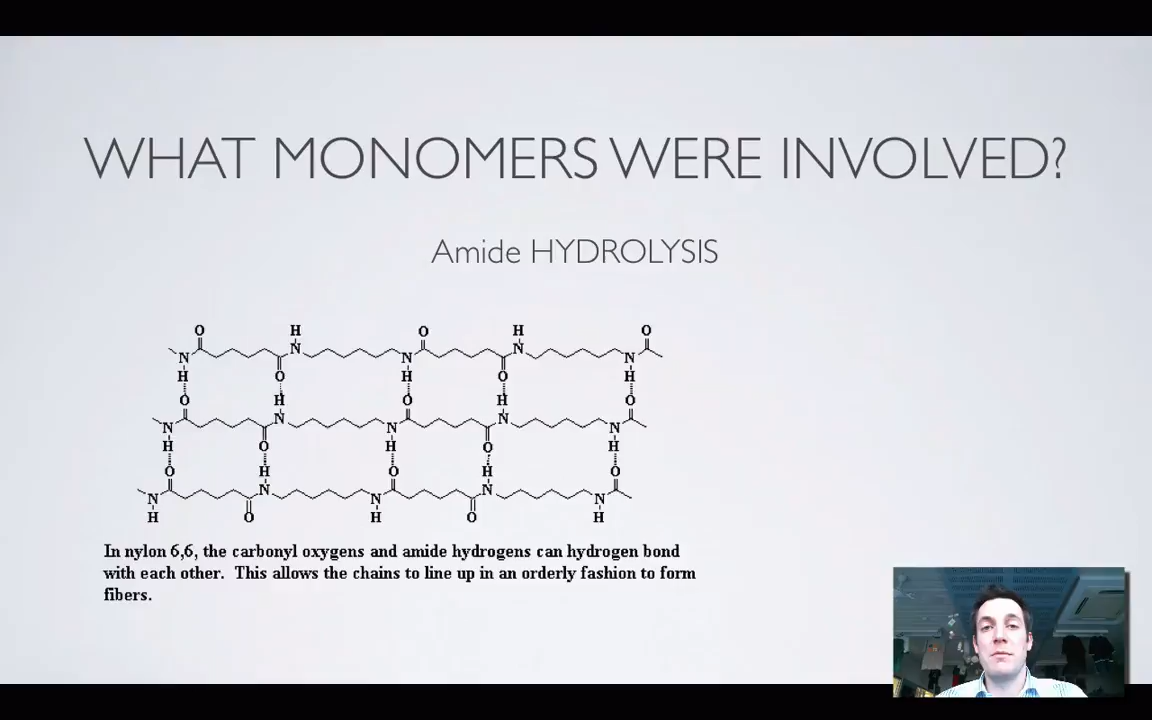 WHAT MONOMERS WERE INVOLVED?
Amide HYDROLYSIS
O H O H O
N N N N N
H O H O H
O H O H O
N N N N N
H O H O H
O H O H O
N N N N N
H O H O H
In nylon 6,6, the carbonyl oxygens and amide hydrogens can hydrogen bond
with each other. This allows the chains to line up in an orderly fashion to form
fibers.